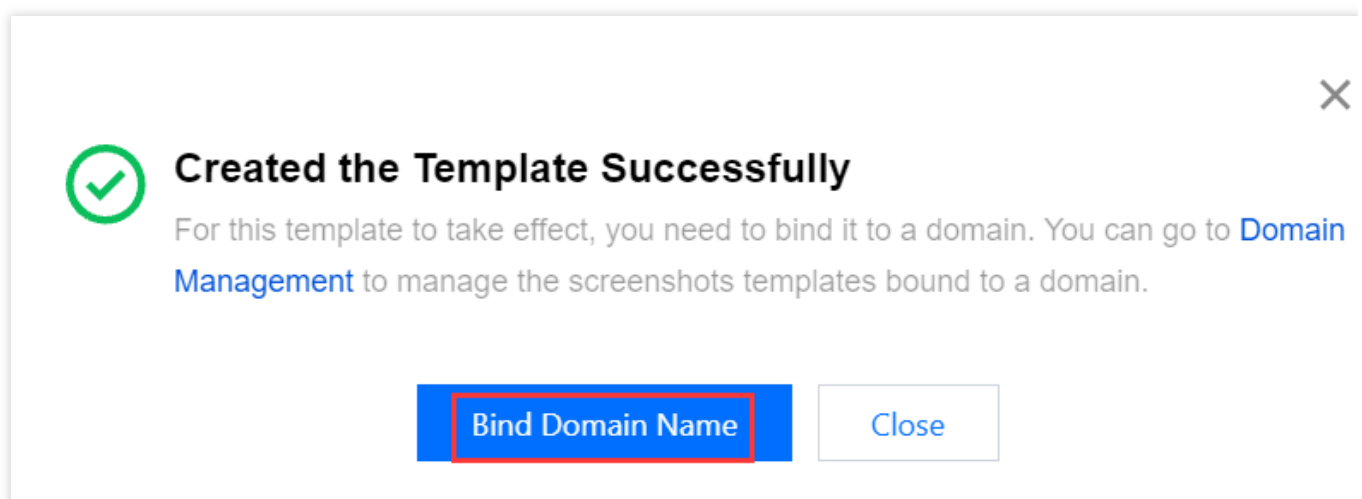 Created the Template Successfully
For this template to take effect, you need to bind it to a domain. You can go to Domain
Management to manage the screenshots templates bound to a domain.
Bind Domain Name
Close